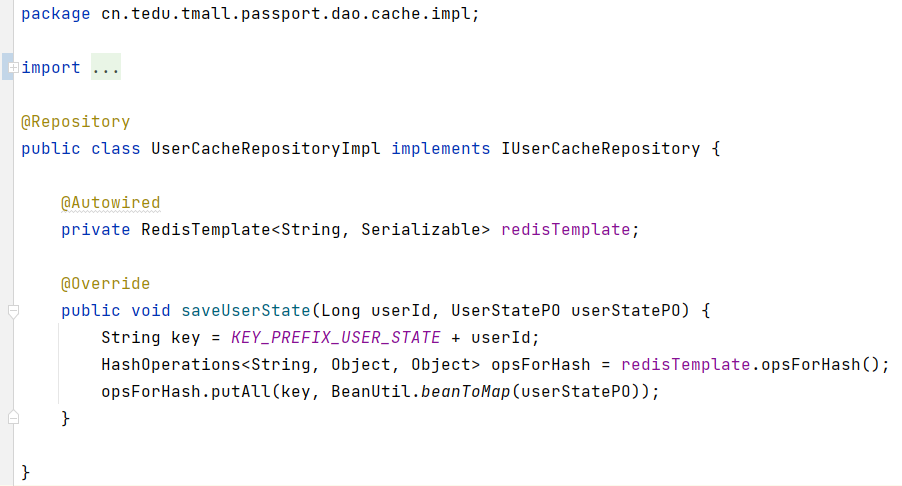 package cn.tedu.tmall.passport.dao.cache.impl;
import ...
@Repository
public class UserCacheRepositoryImpl implements IUserCacheRepository {
@Autowired
private RedisTemplate<String, Serializable> redisTemplate;
@Override
public void saveUserState(Long userId, UserStatePO userStatePO) {
String key = KEY_PREFIX_USER_STATE + userId;
HashOperations<String, Object, Object> opsForHash = redisTemplate.opsForHash();
opsForHash.putAll(key, BeanUtil.beanToMap(userStatePO));
}
}